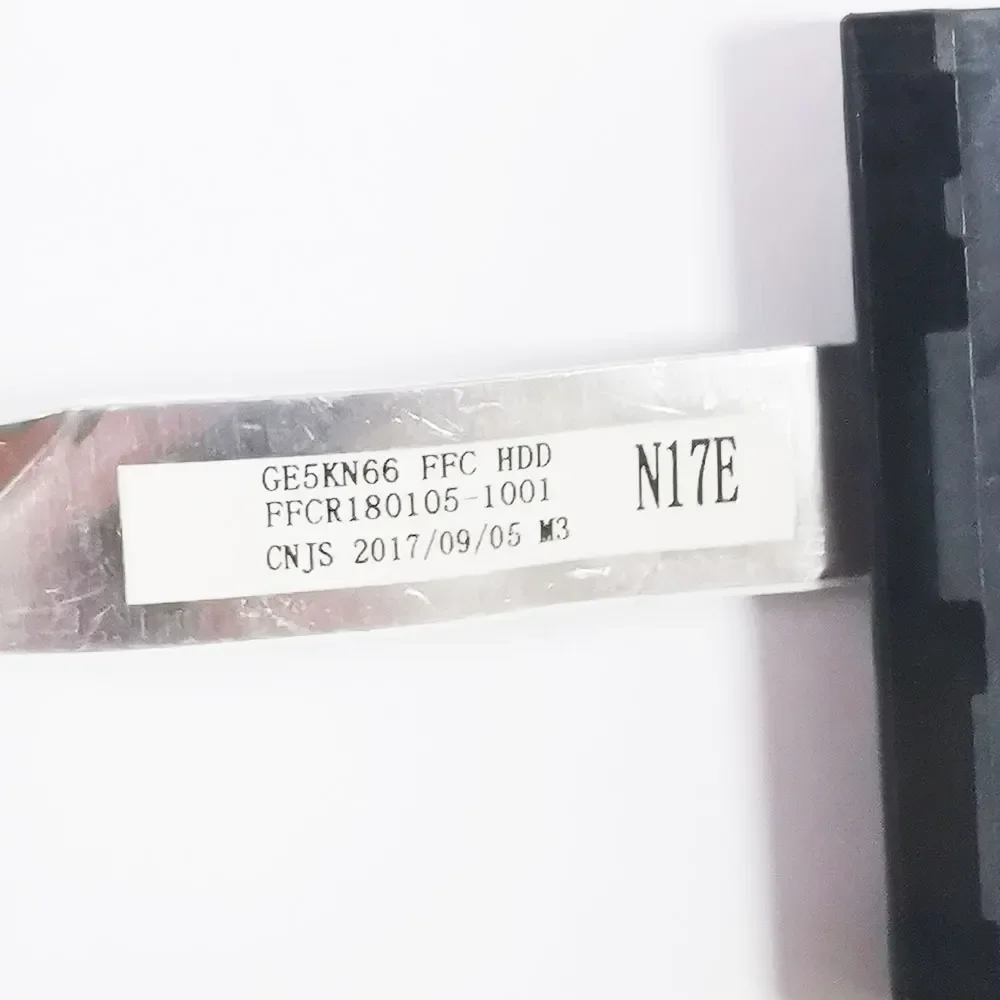 GE5KN66 FFC HDD
FFCR180105-1001
CNJS 2017/09/05 M3
N17E